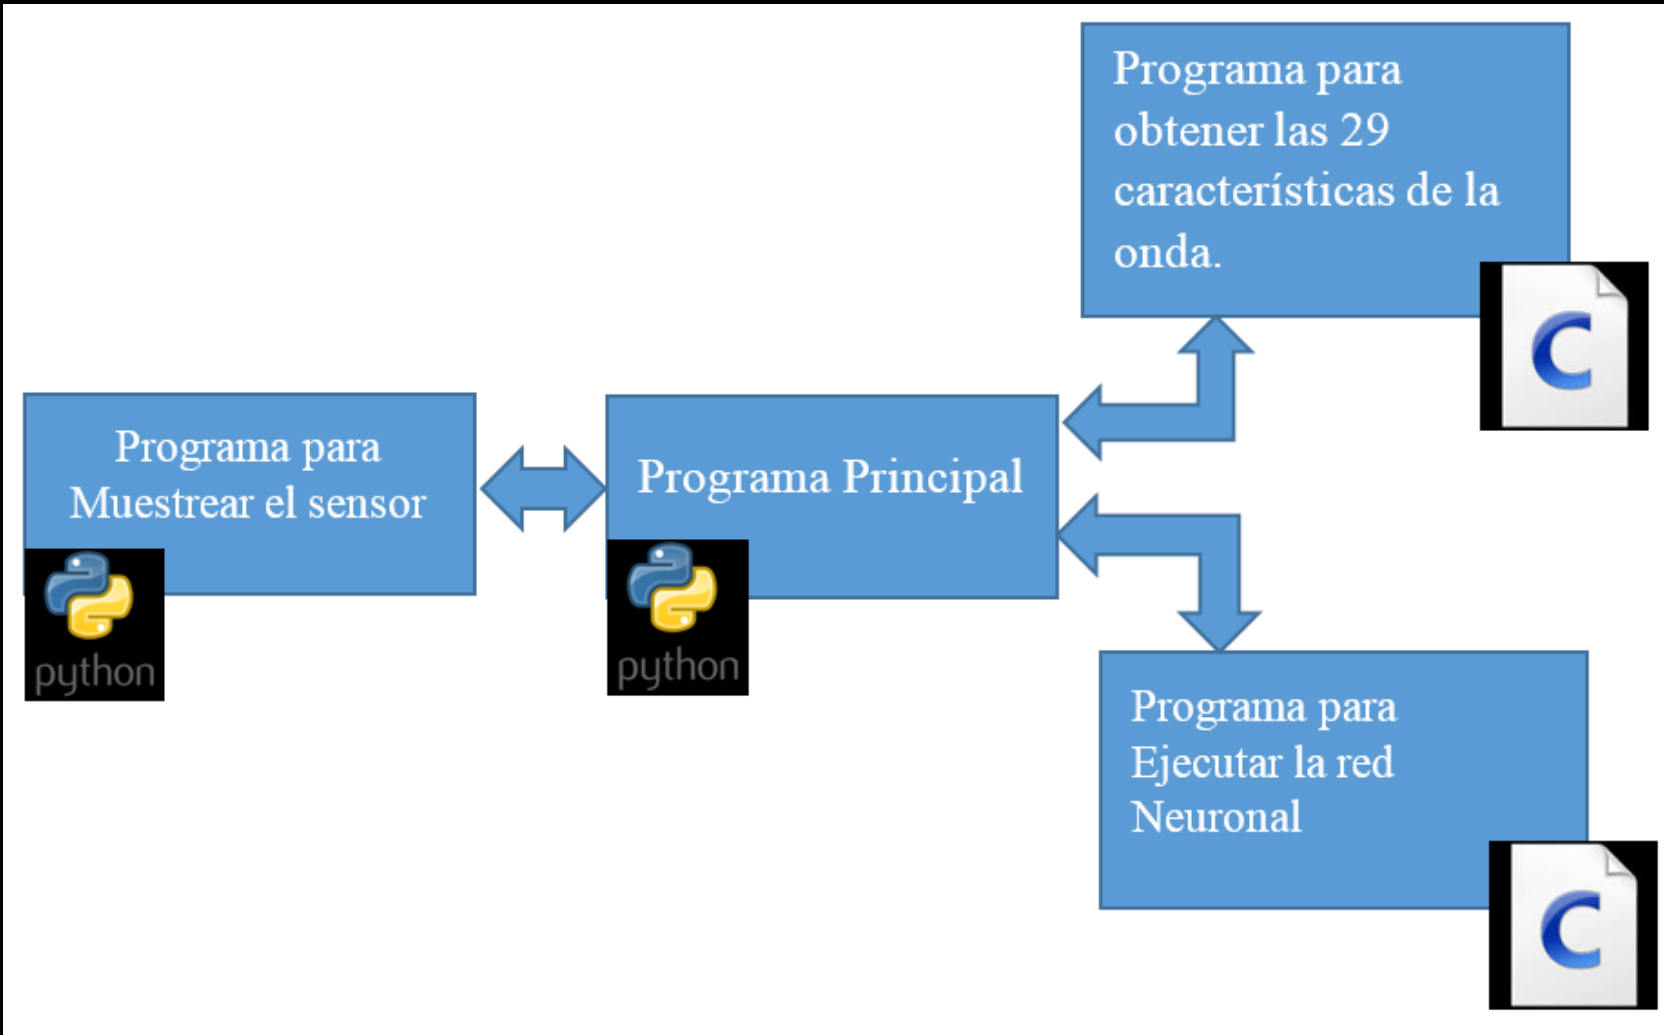 Programa para
obtener las 29
características de la
onda.
C
Programa para
Muestrear el sensor
python
Programa Principal
python
Programa para
Ejecutar la red
Neuronal
C